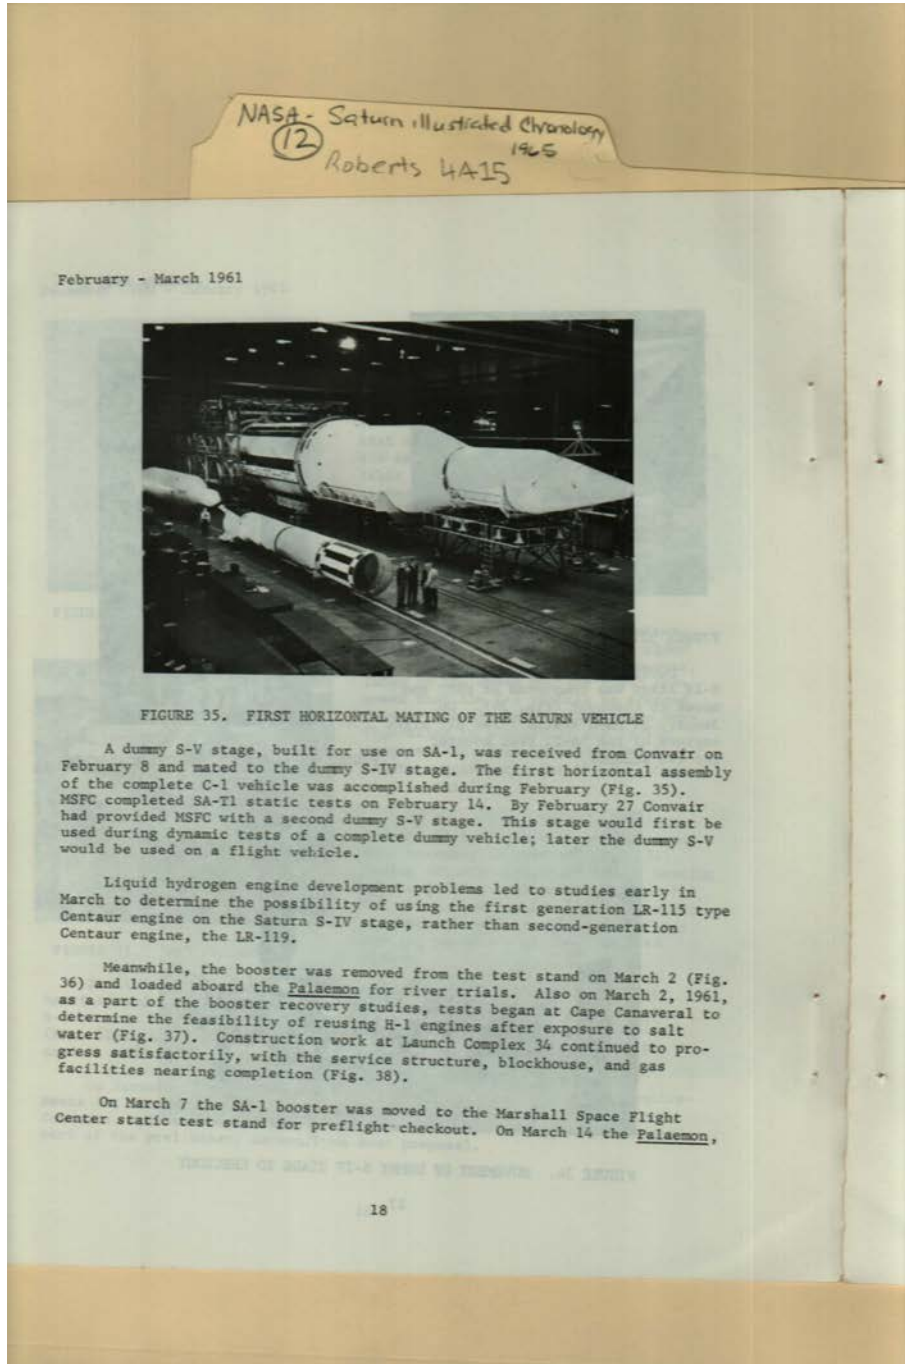 NASA - Saturn illustrated Chronology
12
1965
Roberts 4A15
February - March 1961
FIGURE 35. FIRST HORIZONTAL MATING OF THE SATURN VEHICLE
A dummy S-V stage, built for use on SA-1, was received from Convair on
February 8 and mated to the dummy S-IV stage. The first horizontal assembly
of the complete C-1 vehicle was accomplished during February (Fig. 35).
MSFC completed SA-T1 static tests on February 14. By February 27 Convair
had provided MSFC with a second dummy S-V stage. This stage would first be
used during dynamic tests of a complete dummy vehicle; later the dummy S-V
would be used on a flight vehicle.
Liquid hydrogen engine development problems led to studies early in
March to determine the possibility of using the first generation LR-115 type
Centaur engine on the Saturn S-IV stage, rather than second-generation
Centaur engine, the LR-119.
Meanwhile, the booster was removed from the test stand on March 2 (Fig.
36) and loaded aboard the Palaemon for river trials. Also on March 2, 1961,
as a part of the booster recovery studies, tests began at Cape Canaveral to
determine the feasibility of reusing H-1 engines after exposure to salt
water (Fig. 37). Construction work at Launch Complex 34 continued to pro-
gress satisfactorily, with the service structure, blockhouse, and gas
facilities nearing completion (Fig. 38).
On March 7 the SA-1 booster was moved to the Marshall Space Flight
Center static test stand for preflight checkout. On March 14 the Palaemon,
18